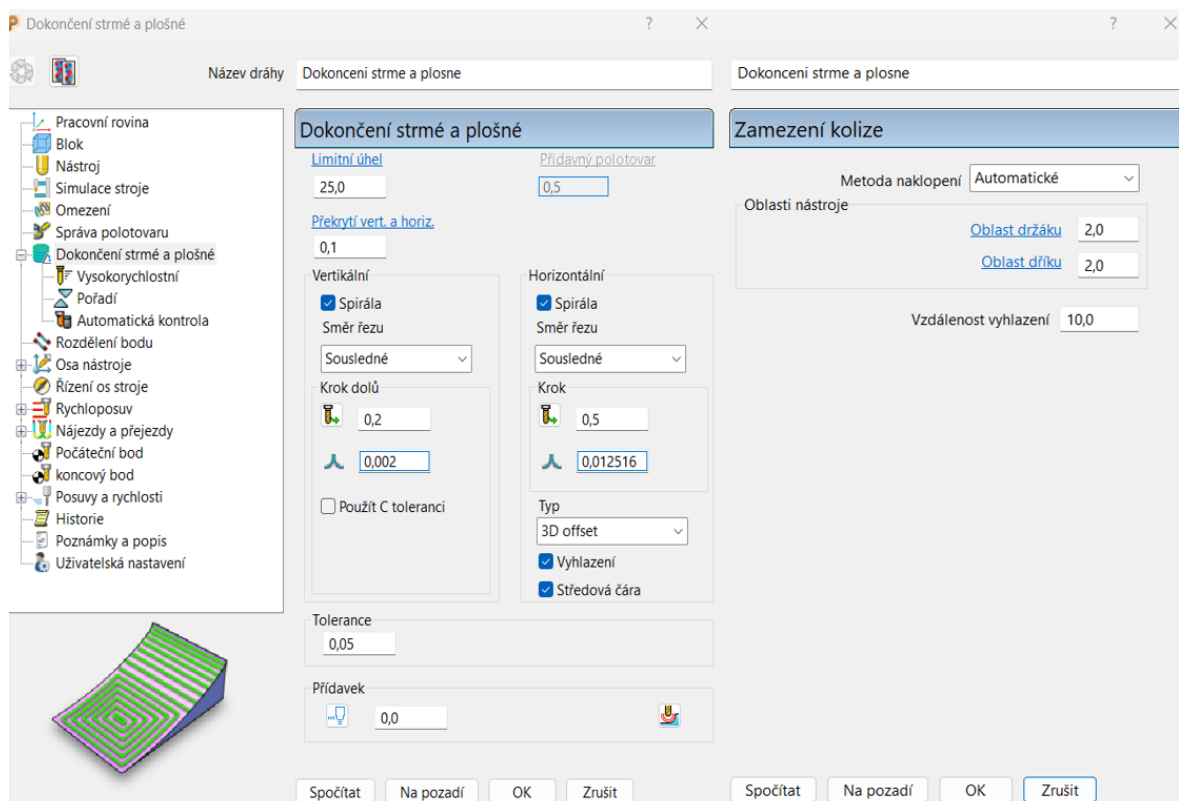 Dokončení strmé a plošné
Název dráhy
Dokonceni strme a plosne
Pracovní rovina
Blok
Nástroj
Simulace stroje
Omezení
Správa polotovaru
Dokončení strmé a plošné
Vysokorychlostní
Pořadí
Automatická kontrola
Rozdělení bodu
Osa nástroje
Řízení os stroje
Rychloposuv
Nájezdy a přejezdy
Počáteční bod
koncový bod
Posuvy a rychlosti
Historie
Poznámky a popis
Uživatelská nastavení
Dokončení strmé a plošné
Limitní úhel
Přídavný polotovar
25,0
0,5
Překrytí vert. a horiz.
0,1
Vertikální
Spirála
Směr řezu
Sousledné
Krok dolů
0,2
0,002
Použít C toleranci
Horizontální
Spirála
Směr řezu
Sousledné
Krok
0,5
0,012516
Typ
3D offset
Vyhlazení
Středová čára
Tolerance
0,05
Přídavek
0,0
Spočítat
Na pozadí
OK
Zrušit
Dokonceni strme a plosne
Zamezení kolize
Metoda naklopení
Automatické
Oblasti nástroje
Oblast držáku
2,0
Oblast dříku
2,0
Vzdálenost vyhlazení
10,0
Spočítat
Na pozadí
OK
Zrušit